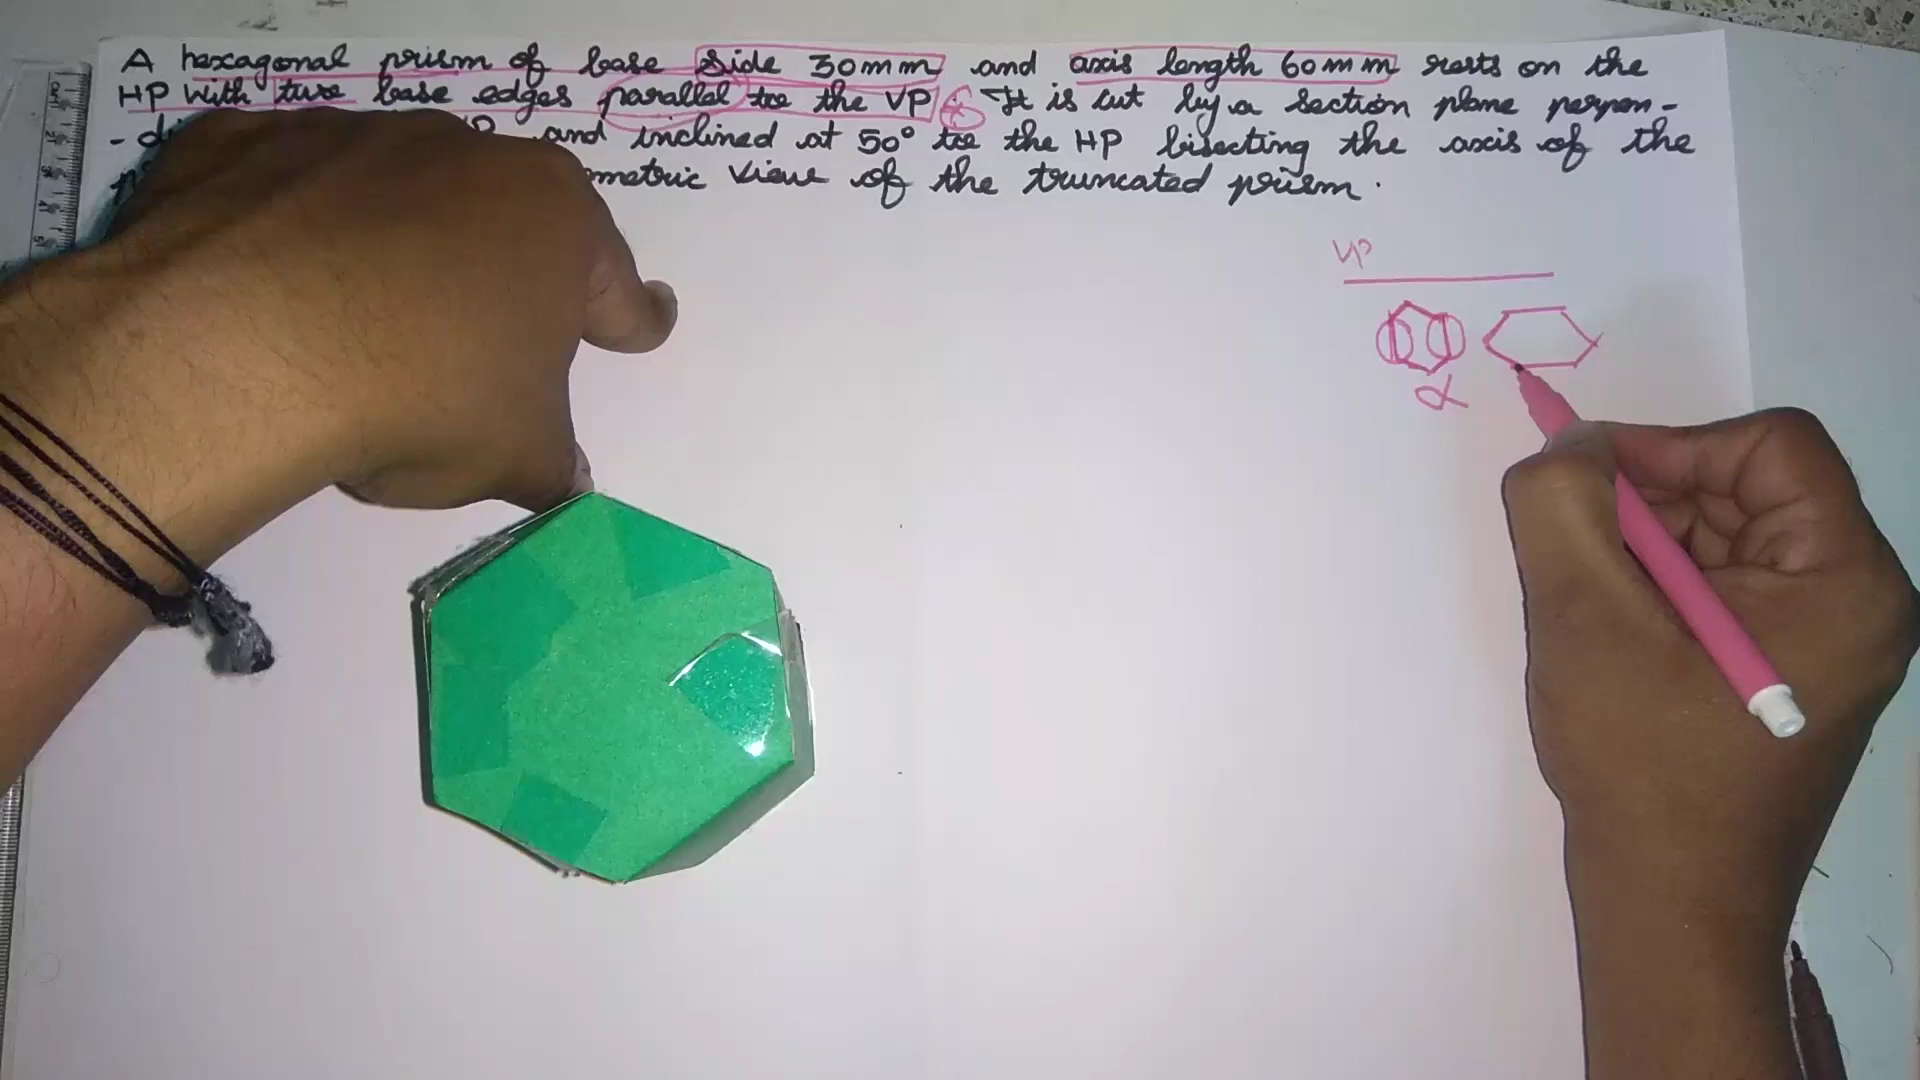 A hexagonal prism of base side 30mm and axis length 60mm rests on the
HP with two base edges parallel to the VP. It is cut by a section plane perpen-
- and inclined at 50° to the HP bisecting the axis of the
view of the truncated prism.
VP